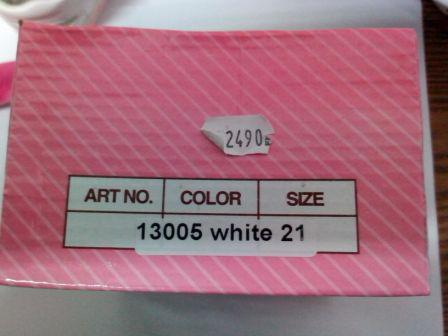 2490
ART NO. COLOR SIZE
13005 white 21